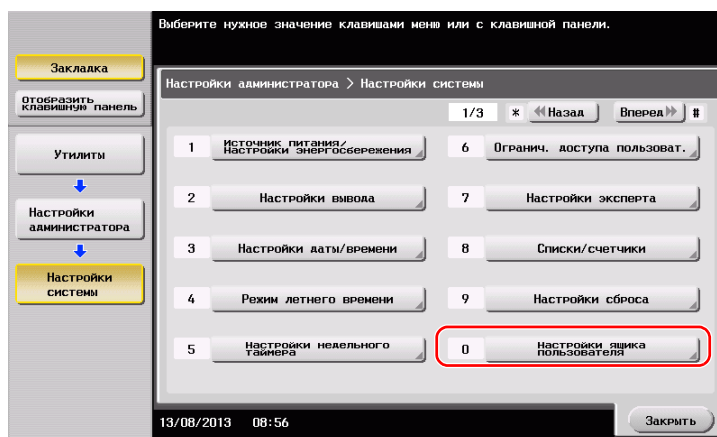 Выберите нужное значение клавишами меню или с клавишной панели.
Закладка
Отобразить
клавишную панель
Утилиты
Настройки
администратора
Настройки
системы
Настройки администратора > Настройки системы
1/3 * Назад Вперед #
1 Источник питания/
Настройки энергосбережения
6 Огранич. доступа пользоват.
2 Настройки вывода
7 Настройки эксперта
3 Настройки даты/времени
8 Списки/счетчики
4 Режим летнего времени
9 Настройки сброса
5 Настройки недельного
таймера
0 Настройки ящика
пользователя
13/08/2013 08:56
Закрыть